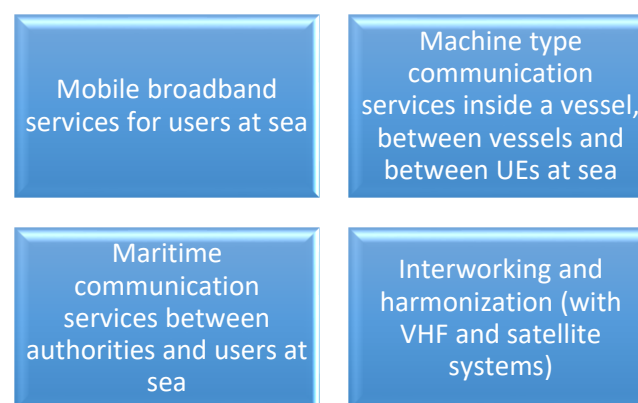 Mobile broadband
services for users at sea
Machine type
communication
services inside a vessel,
between vessels and
between UEs at sea
Maritime
communication
services between
authorities and users at
sea
Interworking and
harmonization (with
VHF and satellite
systems)